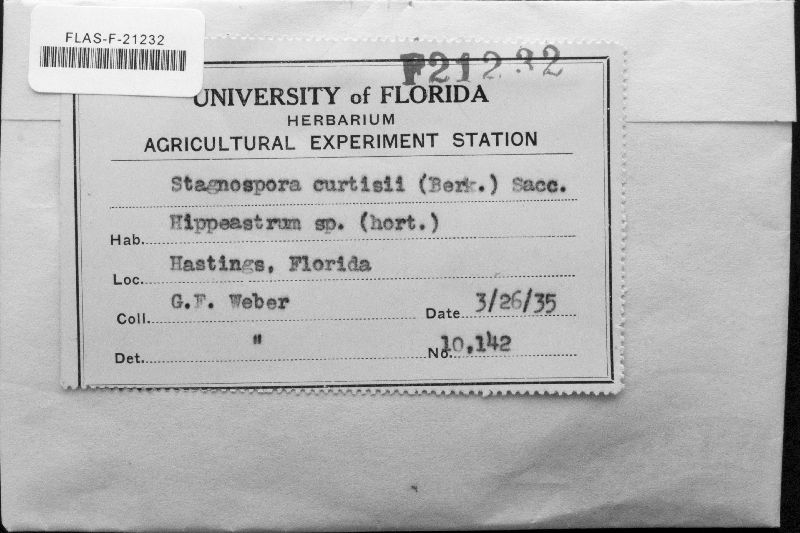 FLAS-F-21232
F21232
UNIVERSITY of FLORIDA
HERBARIUM
AGRICULTURAL EXPERIMENT STATION
Stagnospora curtisii (Berk.) Sacc.
Hab. Hippeastrum sp. (hort.)
Loc. Hastings, Florida
Coll. G.F. Weber Date 3/26/35
Det. " No. 10,142